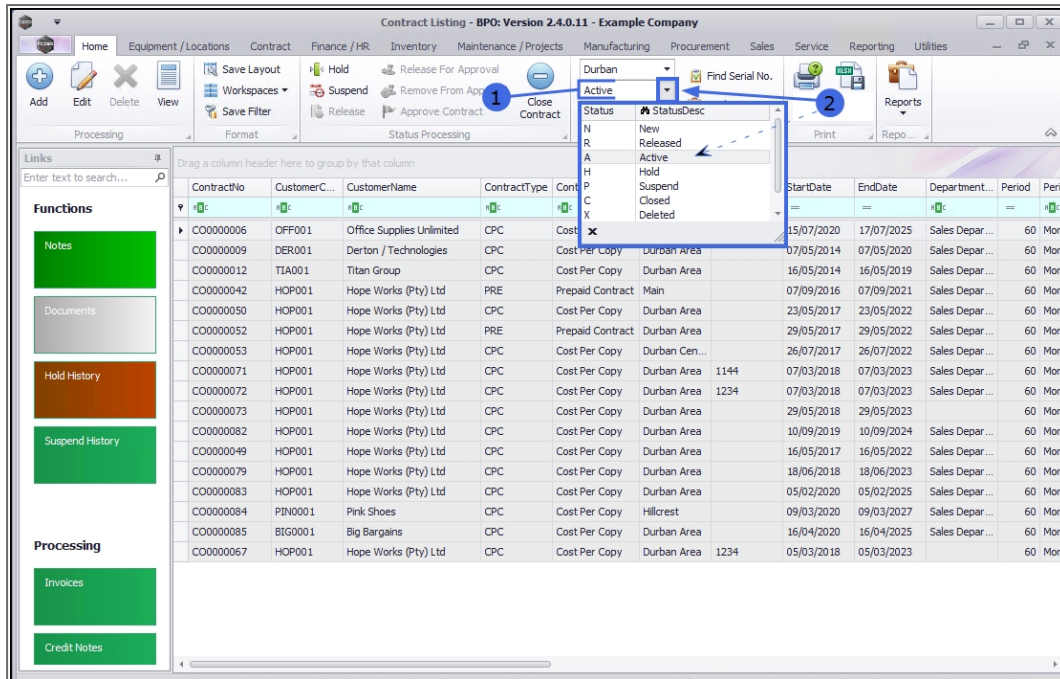 Contract Listing - BPO: Version 2.4.0.11 - Example Company
Home Equipment / Locations Contract Finance / HR Inventory Maintenance / Projects Manufacturing Procurement Sales Service Reporting Utilities
Add Edit Delete View
Processing
Save Layout
Workspaces
Save Filter
Format
Hold
Suspend
Release
Release For Approval
Remove From App
Approve Contract
Status Processing
Close Contract
Durban
Active
1
2
Find Serial No.
Print
Reports
Repo...
Status StatusDesc
N New
R Released
A Active
H Hold
P Suspend
C Closed
X Deleted
Links
Enter text to search...
Functions
Notes
Documents
Hold History
Suspend History
Processing
Invoices
Credit Notes
Drag a column header here to group by that column
ContractNo CustomerC... CustomerName ContractType Cont StartDate EndDate Department... Period Peri
CO0000006 OFF001 Office Supplies Unlimited CPC Cost 15/07/2020 17/07/2025 Sales Depar... 60 Mor
CO0000009 DER001 Derton / Technologies CPC Cost Per Copy Durban Area 07/05/2014 07/05/2020 Sales Depar... 60 Mor
CO0000012 TIA001 Titan Group CPC Cost Per Copy Durban Area 16/05/2014 16/05/2019 Sales Depar... 60 Mor
CO0000042 HOP001 Hope Works (Pty) Ltd PRE Prepaid Contract Main 07/09/2016 07/09/2021 Sales Depar... 60 Mor
CO0000050 HOP001 Hope Works (Pty) Ltd CPC Cost Per Copy Durban Area 23/05/2017 23/05/2022 Sales Depar... 60 Mor
CO0000052 HOP001 Hope Works (Pty) Ltd PRE Prepaid Contract Durban Area 29/05/2017 29/05/2022 Sales Depar... 60 Mor
CO0000053 HOP001 Hope Works (Pty) Ltd CPC Cost Per Copy Durban Cen... 26/07/2017 26/07/2022 Sales Depar... 60 Mor
CO0000071 HOP001 Hope Works (Pty) Ltd CPC Cost Per Copy Durban Area 1144 07/03/2018 07/03/2023 Sales Depar... 60 Mor
CO0000072 HOP001 Hope Works (Pty) Ltd CPC Cost Per Copy Durban Area 1234 07/03/2018 07/03/2023 Sales Depar... 60 Mor
CO0000073 HOP001 Hope Works (Pty) Ltd CPC Cost Per Copy Durban Area 29/05/2018 29/05/2023 60 Mor
CO0000082 HOP001 Hope Works (Pty) Ltd CPC Cost Per Copy Durban Area 10/09/2019 10/09/2024 Sales Depar... 60 Mor
CO0000049 HOP001 Hope Works (Pty) Ltd CPC Cost Per Copy Durban Area 16/05/2017 16/05/2022 Sales Depar... 60 Mor
CO0000079 HOP001 Hope Works (Pty) Ltd CPC Cost Per Copy Durban Area 18/06/2018 18/06/2023 Sales Depar... 60 Mor
CO0000083 HOP001 Hope Works (Pty) Ltd CPC Cost Per Copy Durban Area 05/02/2020 05/02/2025 Sales Depar... 60 Mor
CO0000084 PIN0001 Pink Shoes CPC Cost Per Copy Hillcrest 09/03/2020 09/03/2027 Sales Depar... 60 Mor
CO0000085 BIG0001 Big Bargains CPC Cost Per Copy Durban Area 16/04/2020 16/04/2025 Sales Depar... 60 Mor
CO0000067 HOP001 Hope Works (Pty) Ltd CPC Cost Per Copy Durban Area 1234 05/03/2018 05/03/2023 60 Mor